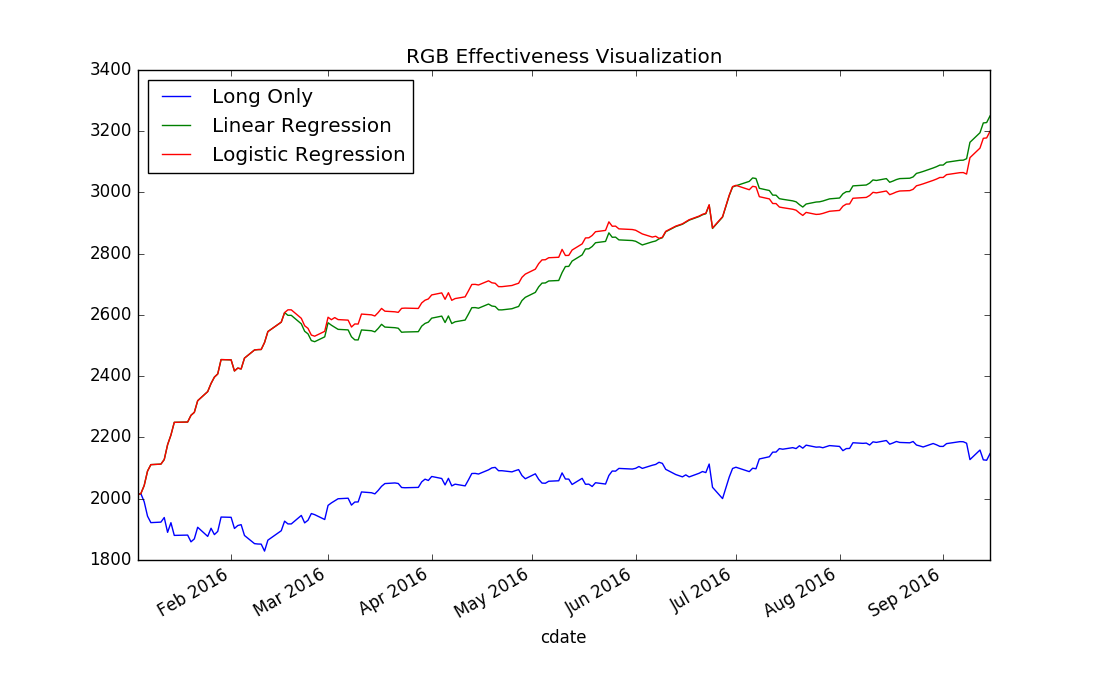 RGB Effectiveness Visualization
3400
3200
3000
2800
2600
2400
2200
2000
1800
Long Only
Linear Regression
Logistic Regression
Feb 2016
Mar 2016
Apr 2016
May 2016
Jun 2016
Jul 2016
Aug 2016
Sep 2016
cdate